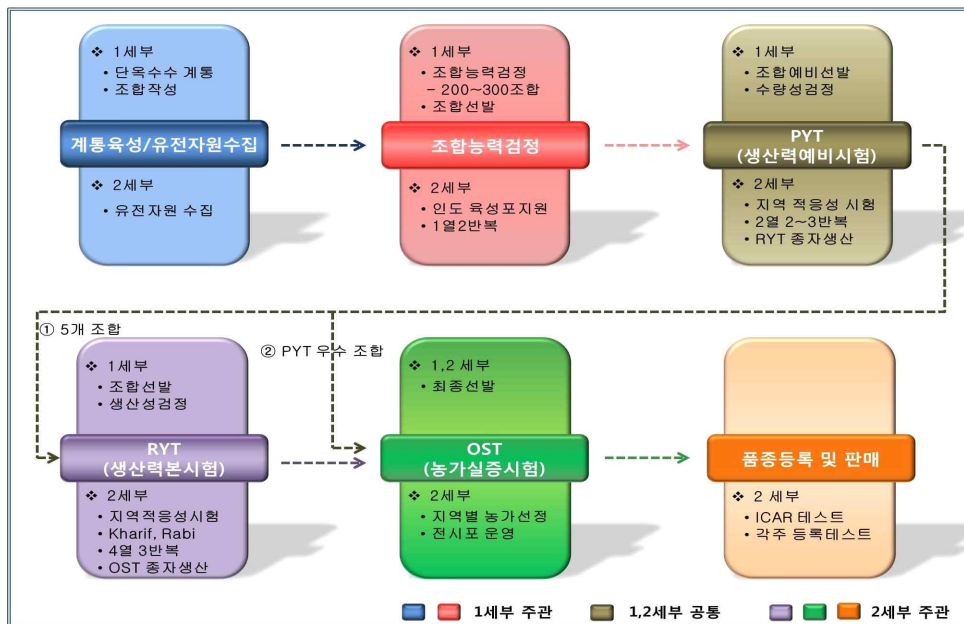 ❖ 1세부
• 단옥수수 계통
• 조합작성
계통육성/유전자원수집
❖ 2세부
• 유전자원 수집
❖ 1세부
• 조합능력검정
– 200~300조합
• 조합선발
조합능력검정
❖ 2세부
• 인도 육성포지원
• 1열2반복
❖ 1세부
• 조합예비선발
• 수량성검정
PYT
(생산력예비시험)
❖ 2세부
• 지역 적응성 시험
• 2열 2~3반복
• RYT 종자생산
① 5개 조합
② PYT 우수 조합
❖ 1세부
• 조합선발
• 생산성검정
RYT
(생산력본시험)
❖ 2세부
• 지역적응성시험
• Kharif, Rabi
• 4열 3반복
• OST 종자생산
❖ 1,2 세부
• 최종선발
OST
(농가실증시험)
❖ 2세부
• 지역별 농가선정
• 전시포 운영
품종등록 및 판매
❖ 2 세부
• ICAR 테스트
• 각주 등록테스트
1세부 주관
1,2세부 공통
2세부 주관